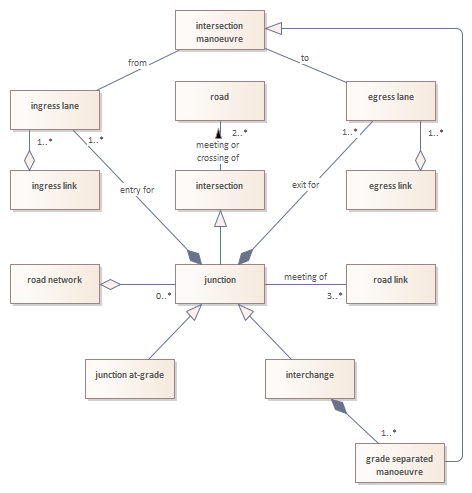 intersection
manoeuvre
from
to
ingress lane
road
egress lane
1..*
1..*
2..*
1..*
1..*
meeting or
crossing of
ingress link
entry for
intersection
exit for
egress link
road network
0..*
junction
meeting of
3..*
road link
junction at-grade
interchange
1..*
grade separated
manoeuvre